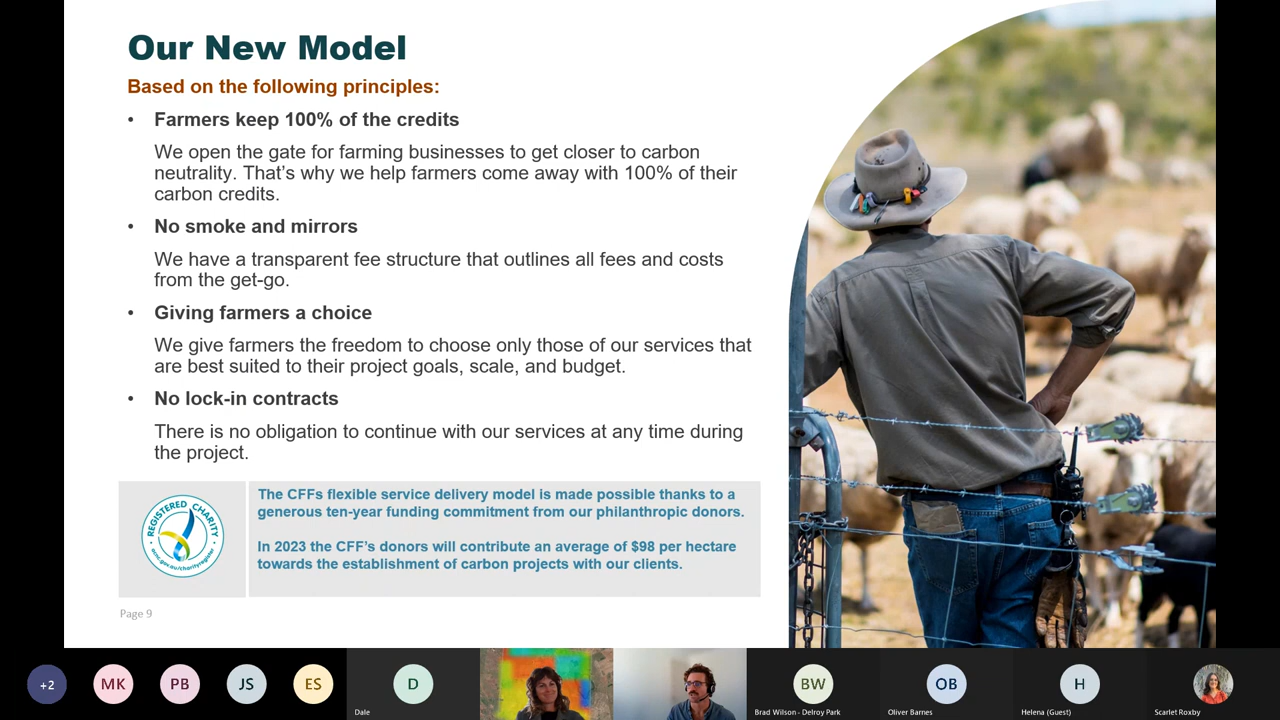 Our New Model
Based on the following principles:
• Farmers keep 100% of the credits
We open the gate for farming businesses to get closer to carbon
neutrality. That's why we help farmers come away with 100% of their
carbon credits.
• No smoke and mirrors
We have a transparent fee structure that outlines all fees and costs
from the get-go.
• Giving farmers a choice
We give farmers the freedom to choose only those of our services that
are best suited to their project goals, scale, and budget.
• No lock-in contracts
There is no obligation to continue with our services at any time during
the project.
REGISTERED CHARITY
acnc.gov.au/charityregister
The CFFs flexible service delivery model is made possible thanks to a
generous ten-year funding commitment from our philanthropic donors.
In 2023 the CFF's donors will contribute an average of $98 per hectare
towards the establishment of carbon projects with our clients.
Page 9
+2
MK
PB
JS
ES
D
Dale
BW
Brad Wilson - Delroy Park
OB
Oliver Barnes
H
Helena (Guest)
Scarlet Roxby